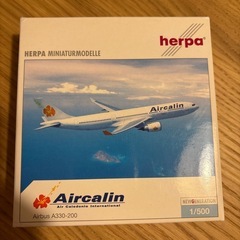 herpa
HERPA MINIATURMODELLE
Aircalin
Aircalin
Air Calédonie International
Airbus A330-200
1/500